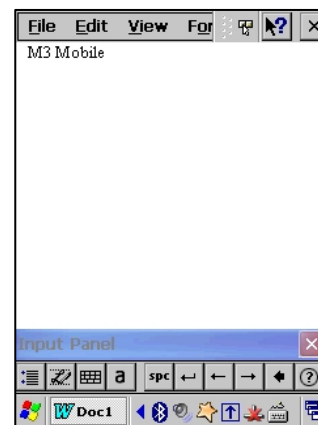 File Edit View For
M3 Mobile
Input Panel
a spc
Doc1